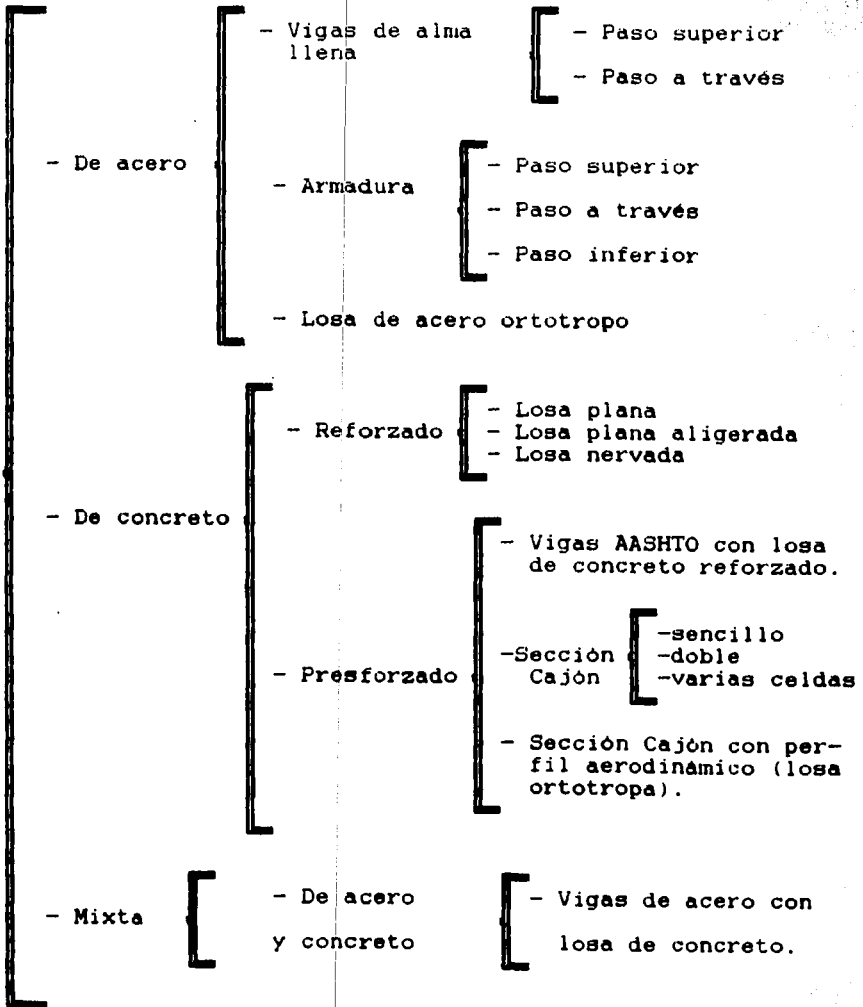 - Vigas de alma
llena
- Paso superior
- Paso a través
- De acero
- Armadura
- Paso superior
- Paso a través
- Paso inferior
- Losa de acero ortotropo
- De concreto
- Reforzado
- Losa plana
- Losa plana aligerada
- Losa nervada
- Presforzado
- Vigas AASHTO con losa
de concreto reforzado.
-Sección
Cajón
-sencillo
-doble
-varias celdas
- Sección Cajón con per-
fil aerodinámico (losa
ortotropa).
- Mixta
- De acero
y concreto
- Vigas de acero con
losa de concreto.